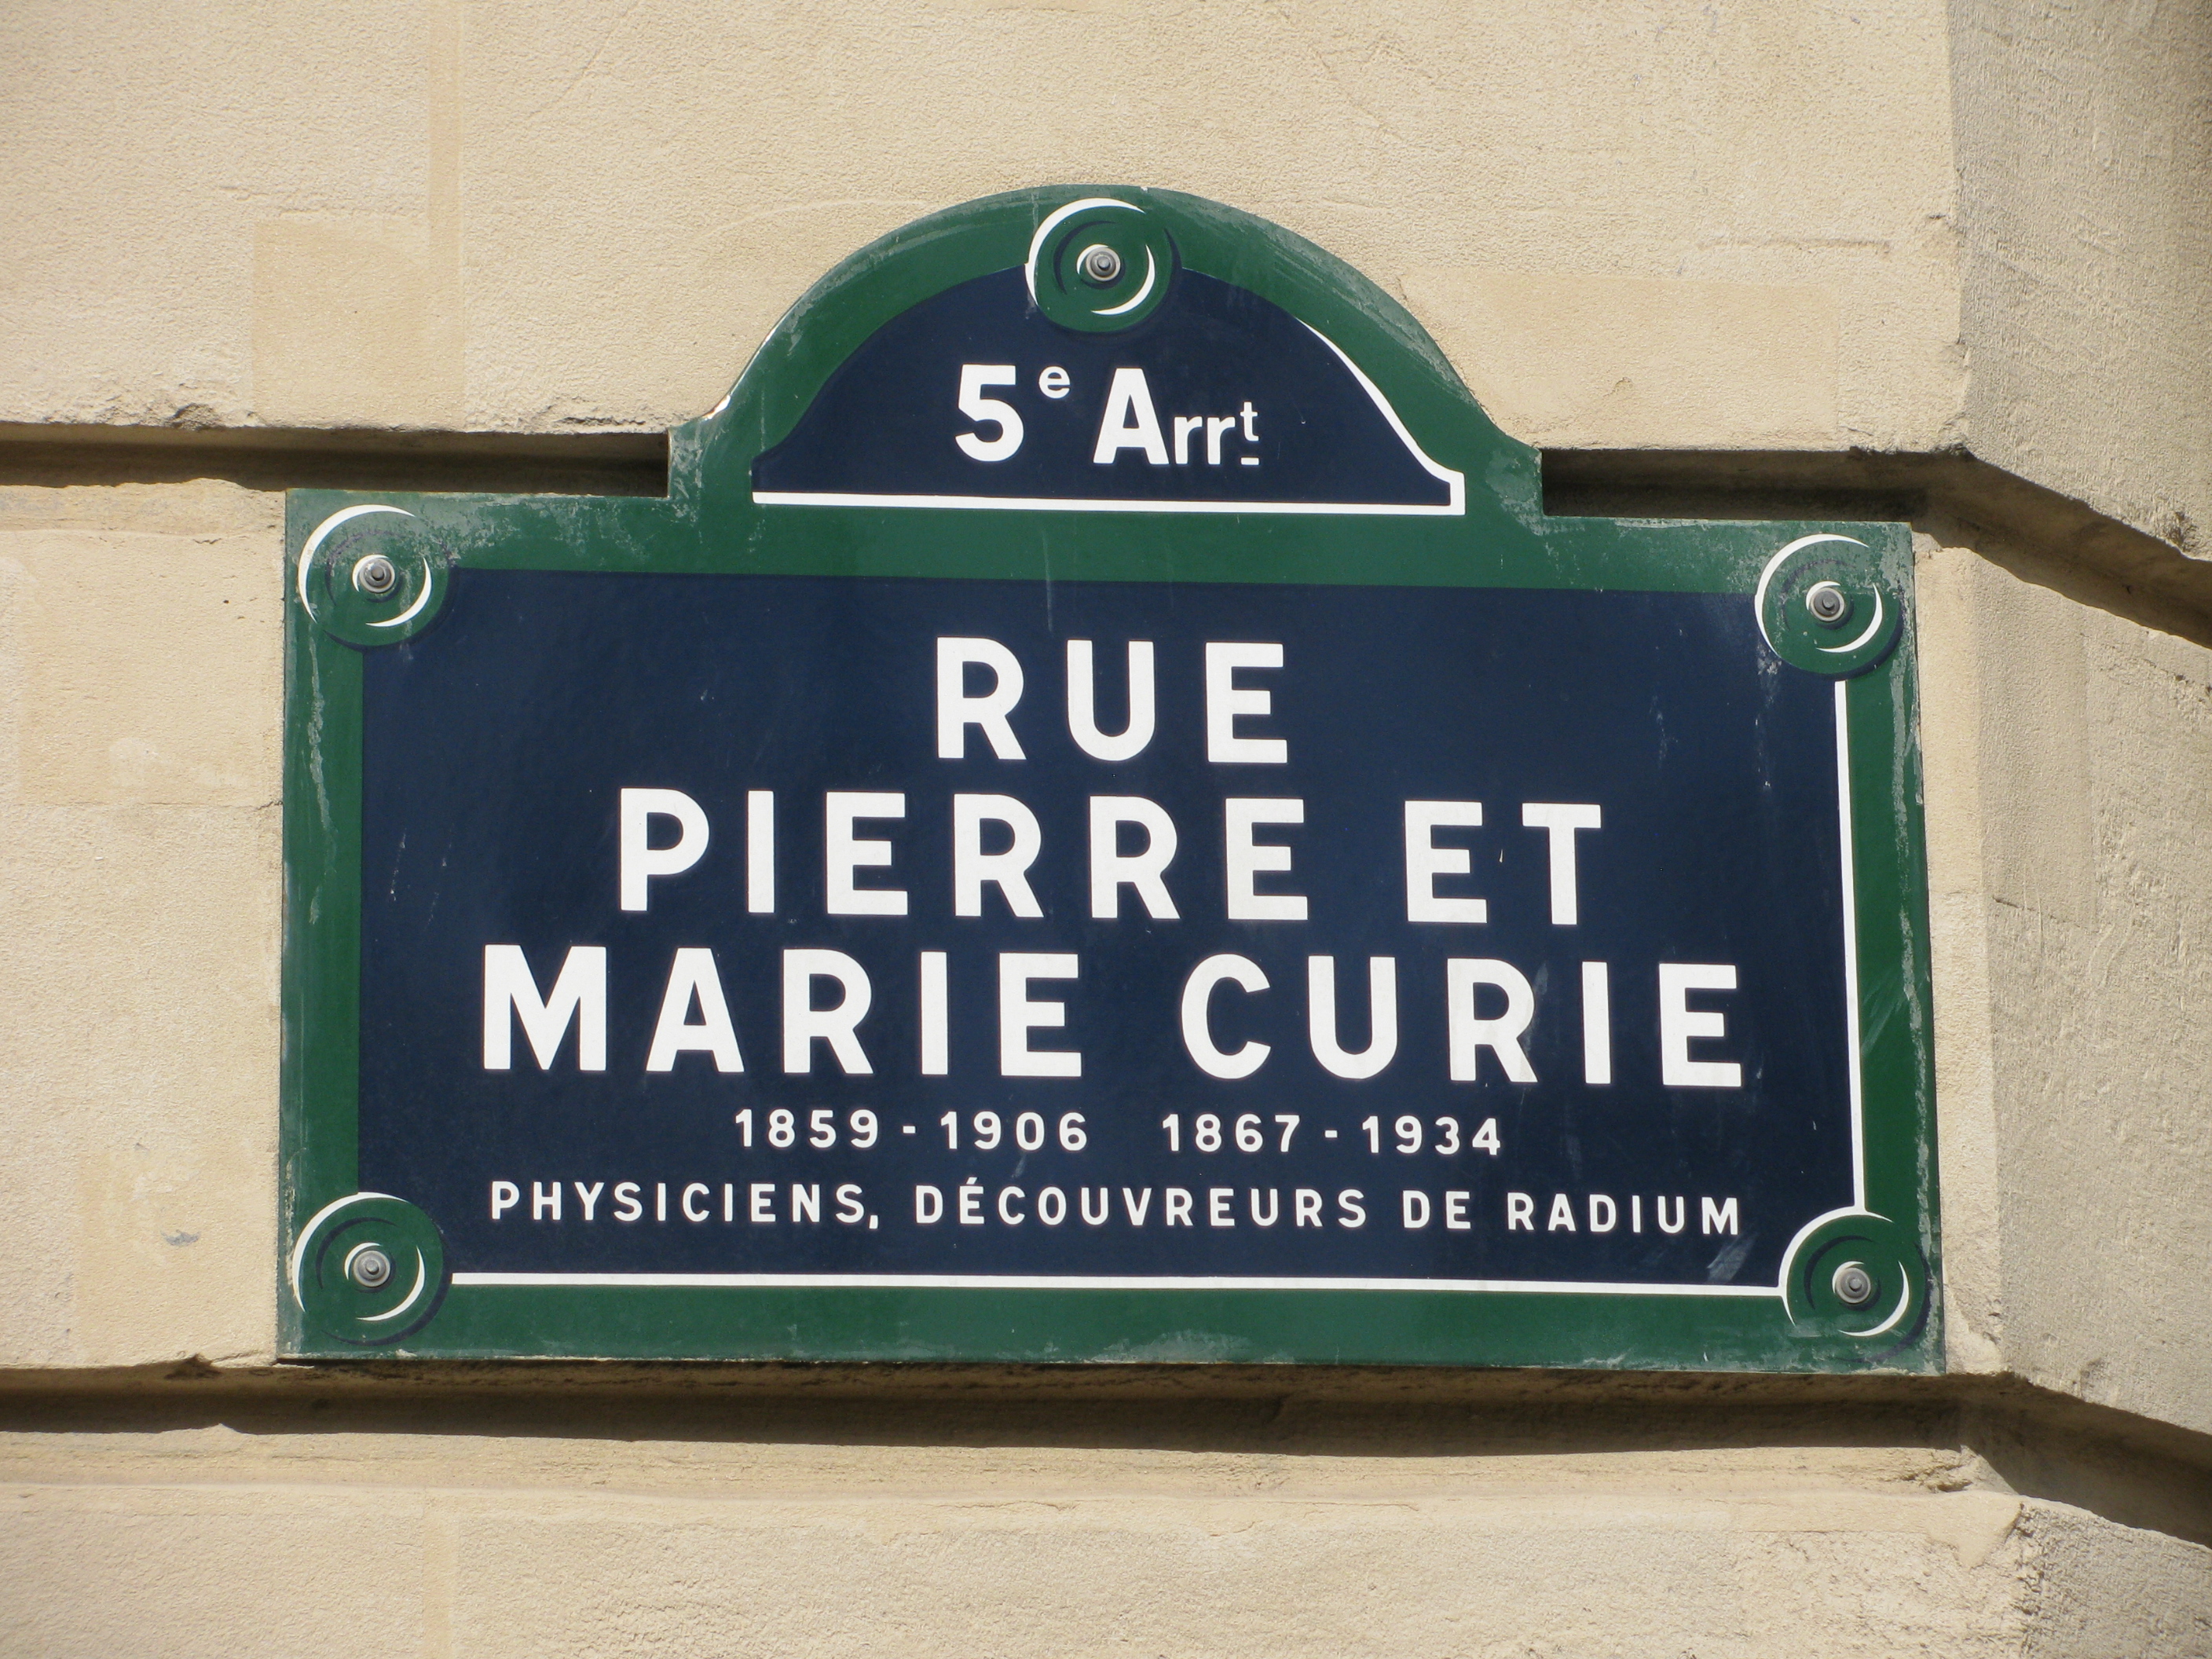 5e Arrt
RUE
PIERRE ET
MARIE CURIE
1859 - 1906 1867 - 1934
PHYSICIENS, DÉCOUVREURS DE RADIUM